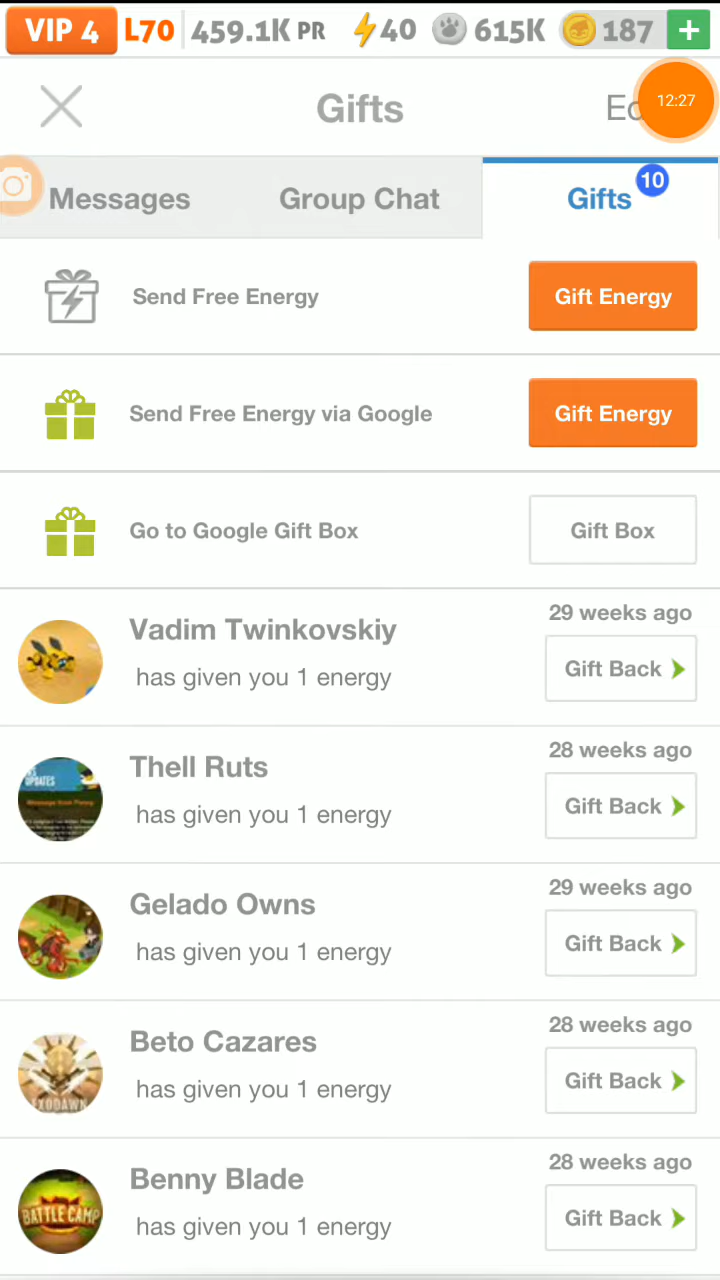 VIP 4 L70 459.1K PR 40 615K 187 +
Gifts
12:27
Messages Group Chat Gifts 10
Send Free Energy Gift Energy
Send Free Energy via Google Gift Energy
Go to Google Gift Box Gift Box
29 weeks ago
Vadim Twinkovskiy
has given you 1 energy
Gift Back
28 weeks ago
Thell Ruts
has given you 1 energy
Gift Back
29 weeks ago
Gelado Owns
has given you 1 energy
Gift Back
28 weeks ago
Beto Cazares
has given you 1 energy
Gift Back
EXODAWN
28 weeks ago
Benny Blade
has given you 1 energy
Gift Back
BATTLE CAMP